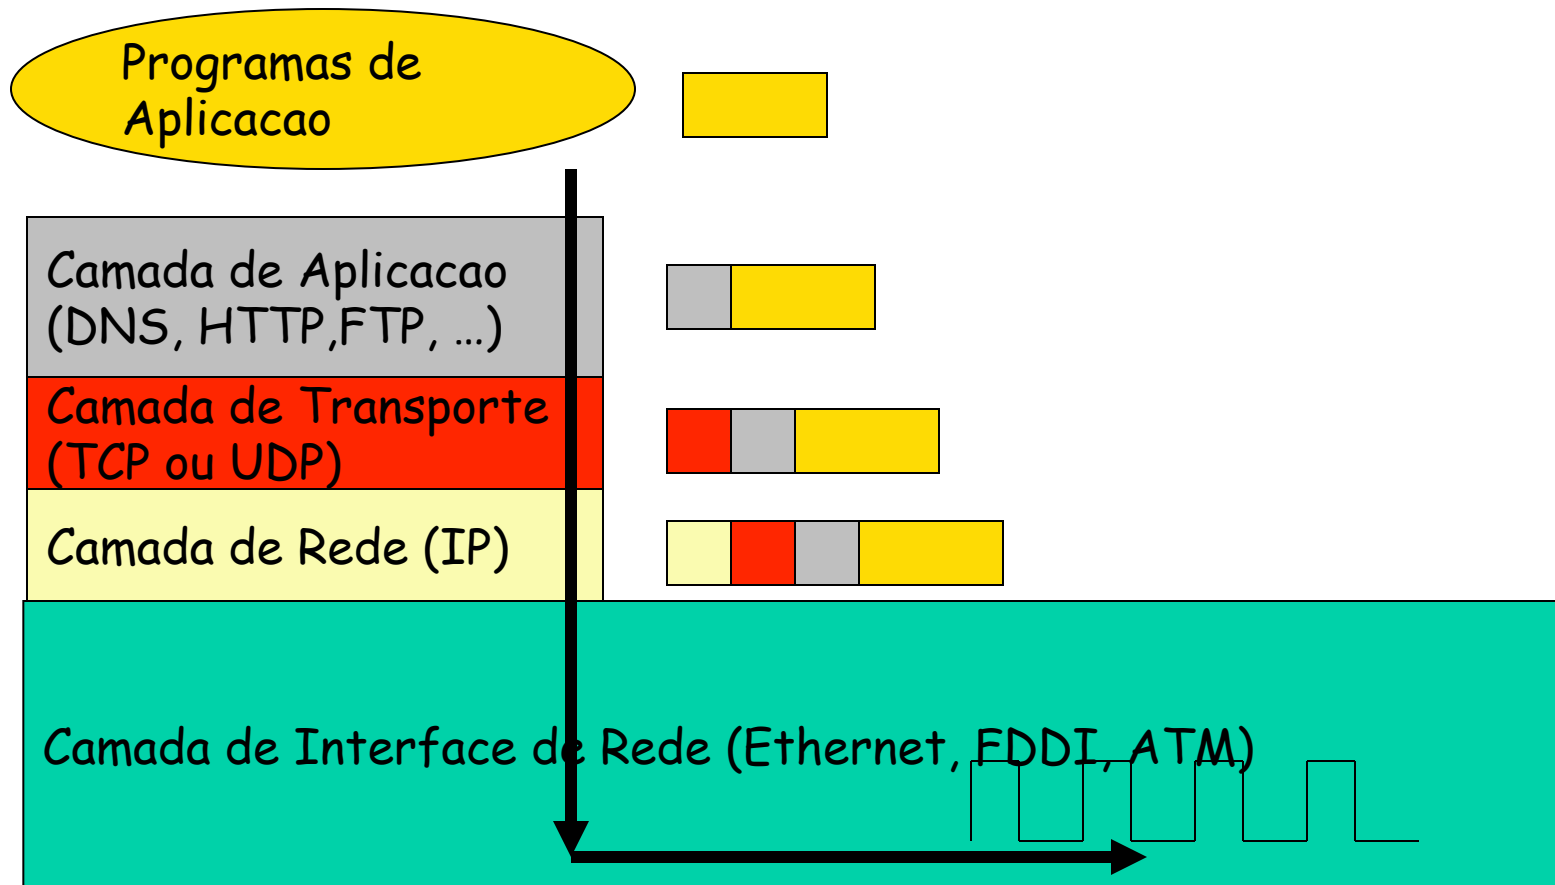 Programas de
Aplicacao
Camada de Aplicacao
(DNS, HTTP,FTP, ...)
Camada de Transporte
(TCP ou UDP)
Camada de Rede (IP)
Camada de Interface de Rede (Ethernet, FDDI, ATM)